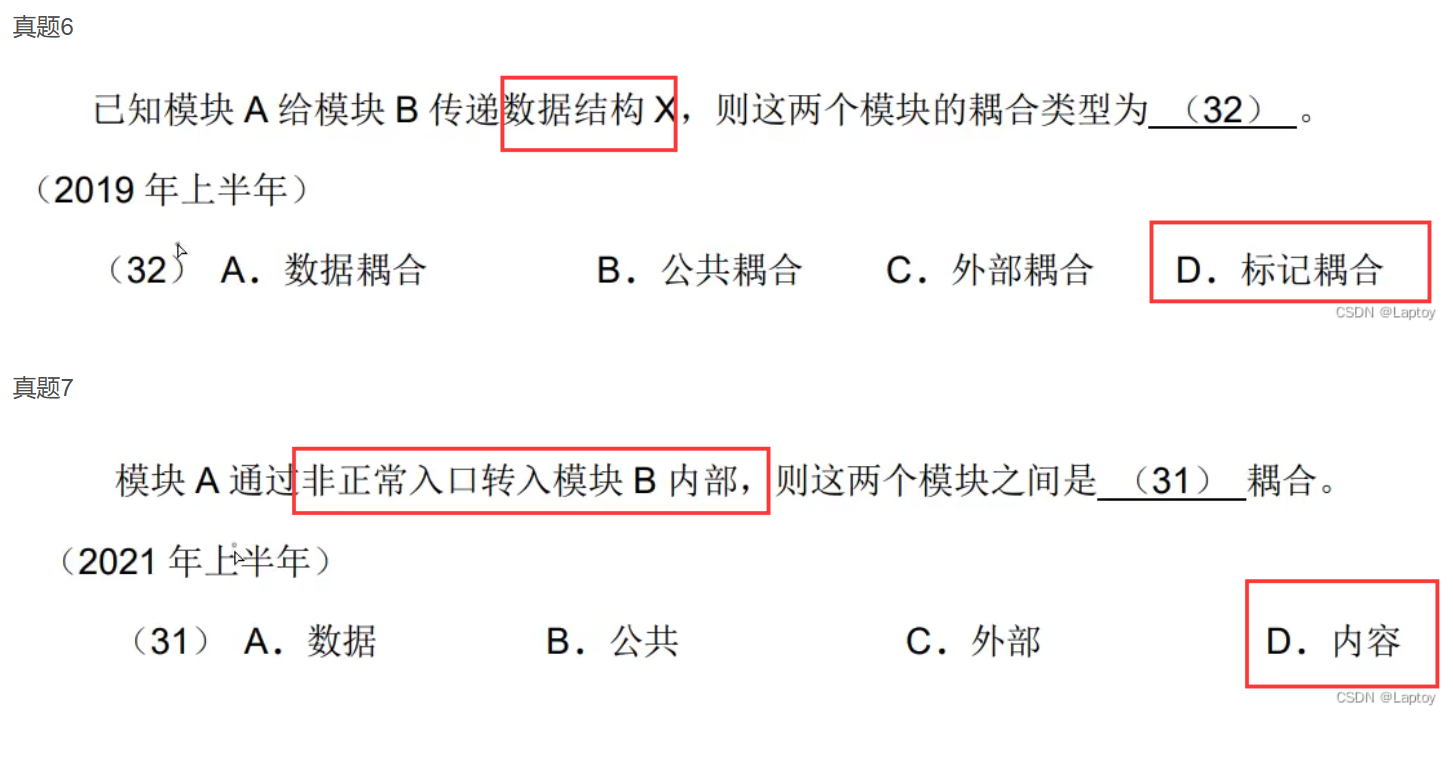 真题6
已知模块 A 给模块 B 传递数据结构 X，则这两个模块的耦合类型为 （32） 。
（2019 年上半年）
（32） A．数据耦合 B．公共耦合 C．外部耦合 D．标记耦合
CSDN @Laptoy
真题7
模块 A 通过非正常入口转入模块 B 内部，则这两个模块之间是 （31） 耦合。
（2021 年上半年）
（31） A．数据 B．公共 C．外部 D．内容
CSDN @Laptoy